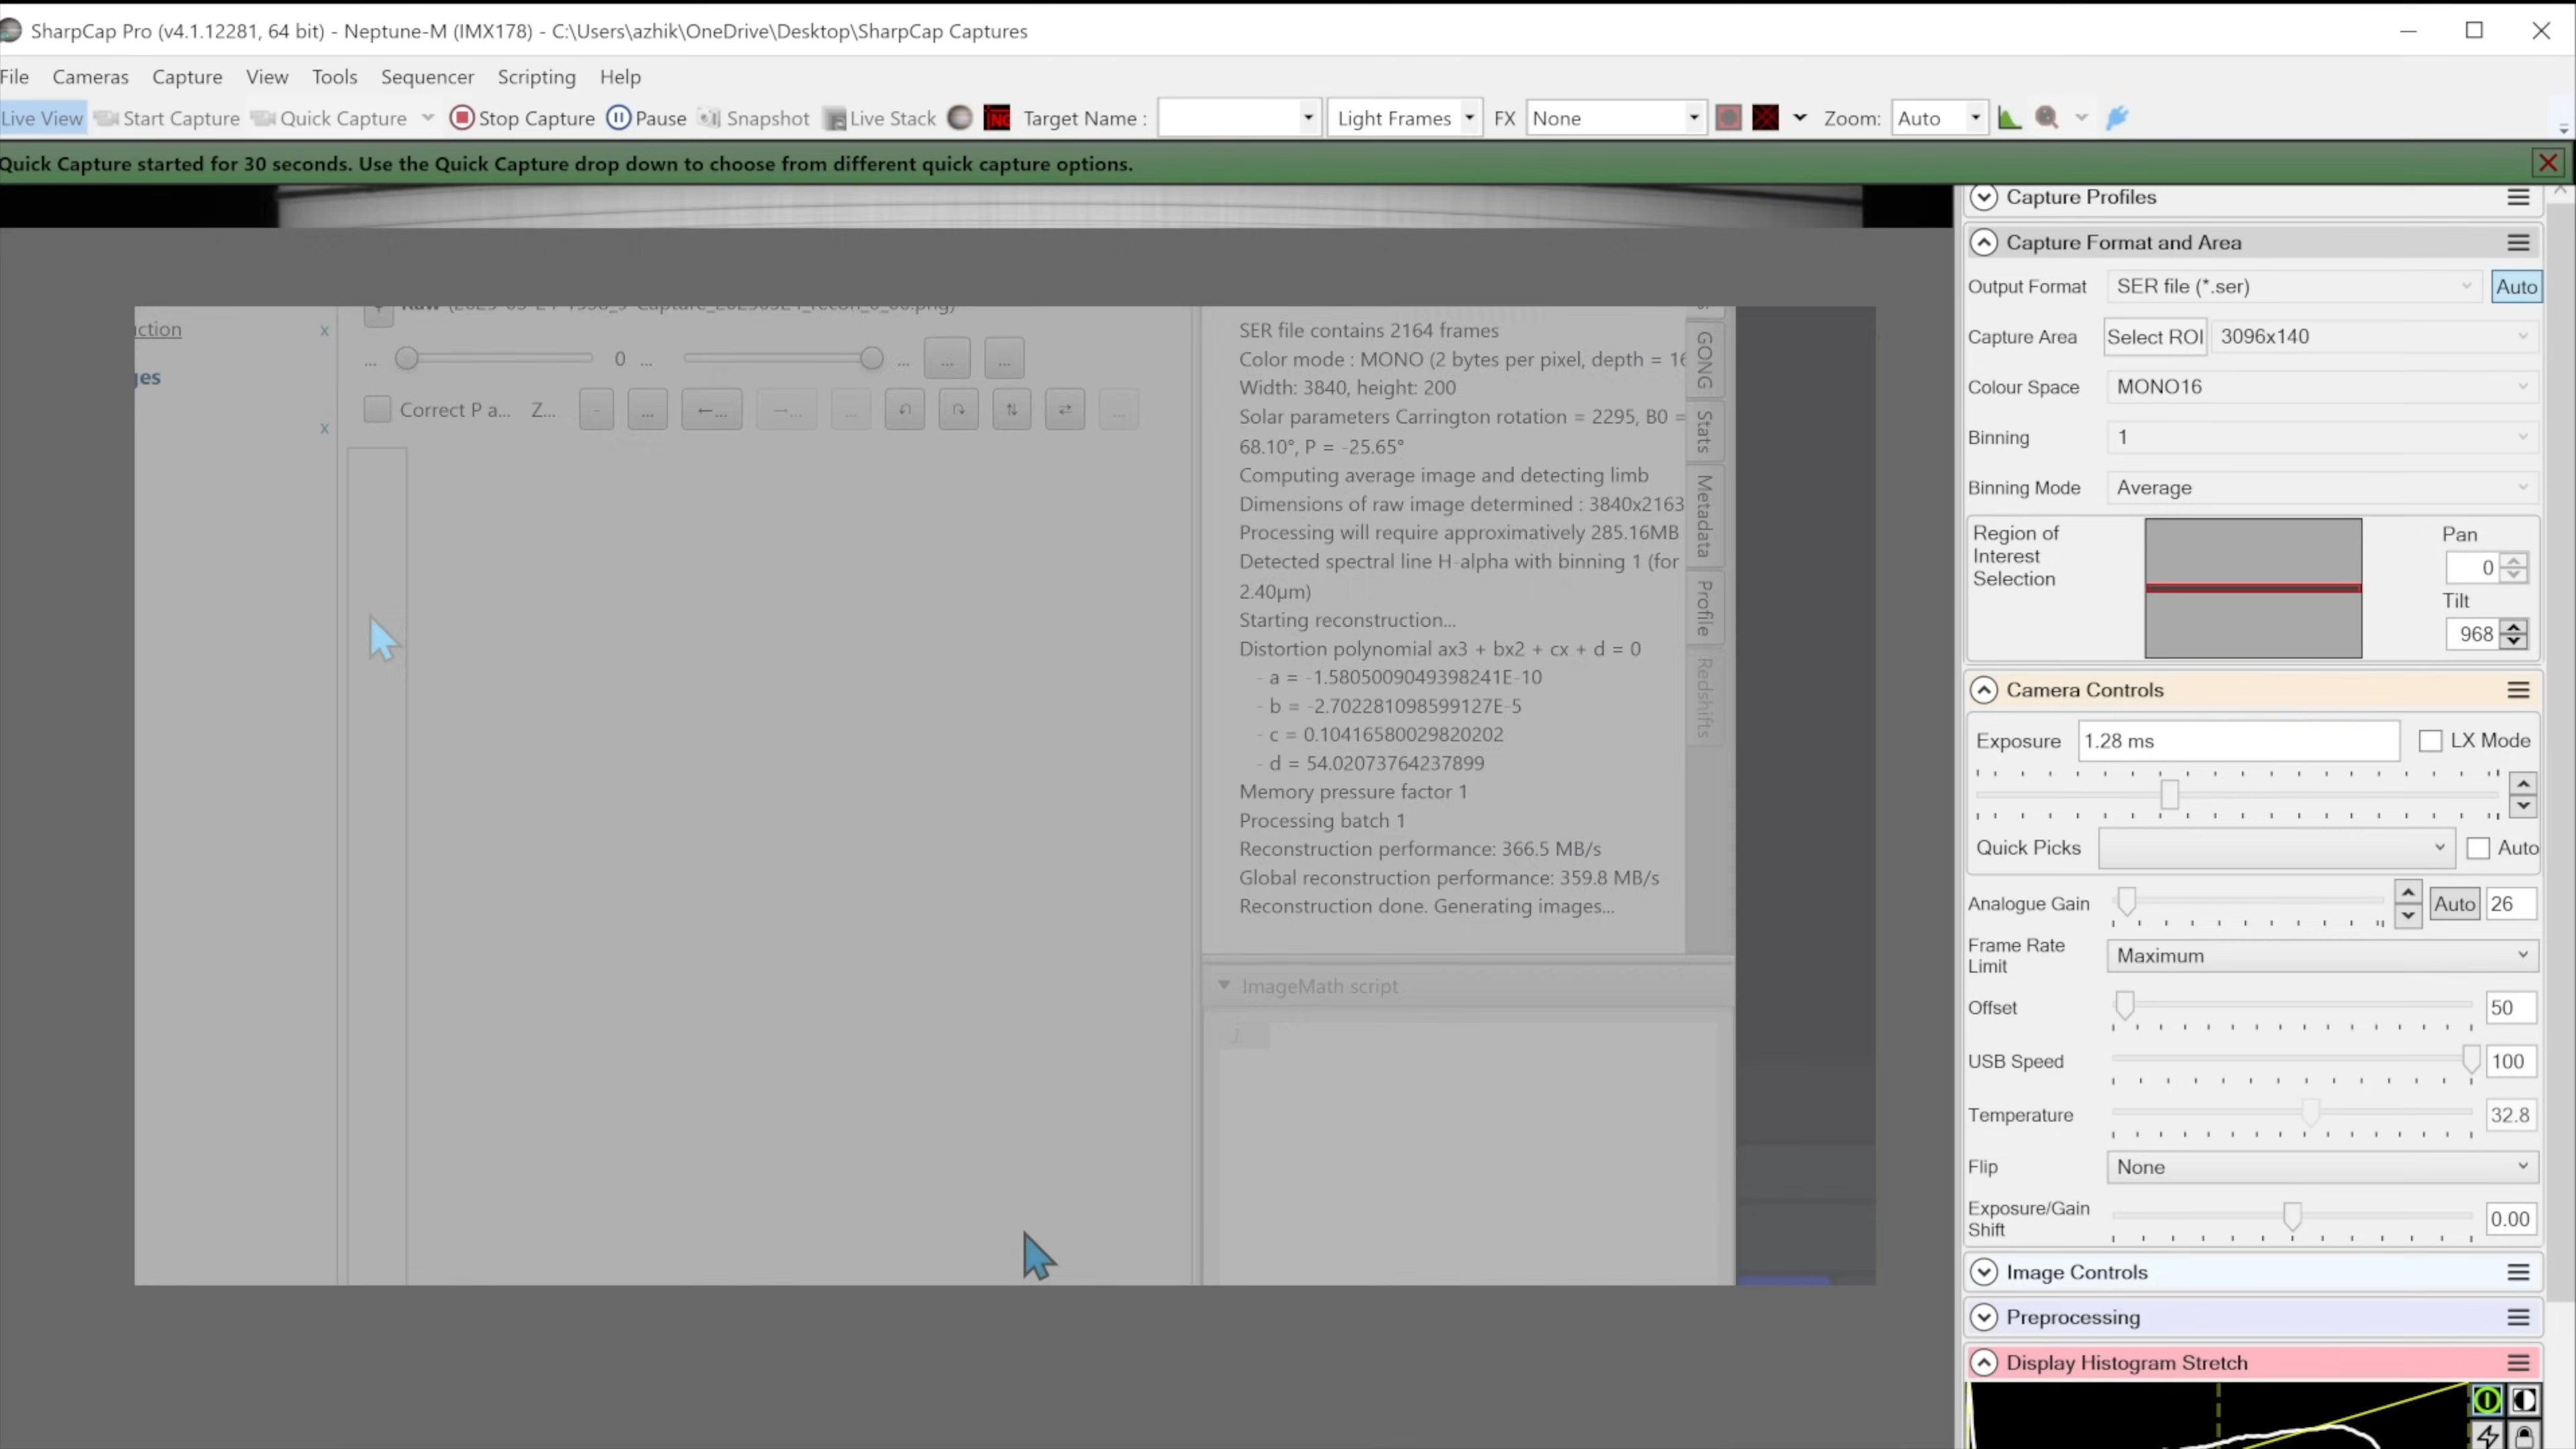 SharpCap Pro (v4.1.12281, 64 bit) - Neptune-M (IMX178) - C:\Users\azhik\OneDrive\Desktop\SharpCap Captures
File Cameras Capture View Tools Sequencer Scripting Help
Live View Start Capture Quick Capture Stop Capture Pause Snapshot Live Stack Target Name : Light Frames FX None Zoom: Auto
Quick Capture started for 30 seconds. Use the Quick Capture drop down to choose from different quick capture options.
ction x
ges
x
... 0 ... ... ... ...
Correct P a... Z... - ... ←... →... ... ...
SER file contains 2164 frames
Color mode : MONO (2 bytes per pixel, depth = 16
Width: 3840, height: 200
Solar parameters Carrington rotation = 2295, B0 =
68.10°, P = -25.65°
Computing average image and detecting limb
Dimensions of raw image determined : 3840x2163
Processing will require approximatively 285.16MB
Detected spectral line H-alpha with binning 1 (for
2.40µm)
Starting reconstruction...
Distortion polynomial ax3 + bx2 + cx + d = 0
- a = -1.5805009049398241E-10
- b = -2.702281098599127E-5
- c = 0.10416580029820202
- d = 54.02073764237899
Memory pressure factor 1
Processing batch 1
Reconstruction performance: 366.5 MB/s
Global reconstruction performance: 359.8 MB/s
Reconstruction done. Generating images...
GONG
Stats
Metadata
Profile
Redshifts
ImageMath script
1
Capture Profiles
Capture Format and Area
Output Format SER file (*.ser) Auto
Capture Area Select ROI 3096x140
Colour Space MONO16
Binning 1
Binning Mode Average
Region of
Interest
Selection
Pan
0
Tilt
968
Camera Controls
Exposure 1.28 ms LX Mode
Quick Picks Auto
Analogue Gain Auto 26
Frame Rate
Limit
Maximum
Offset 50
USB Speed 100
Temperature 32.8
Flip None
Exposure/Gain
Shift
0.00
Image Controls
Preprocessing
Display Histogram Stretch